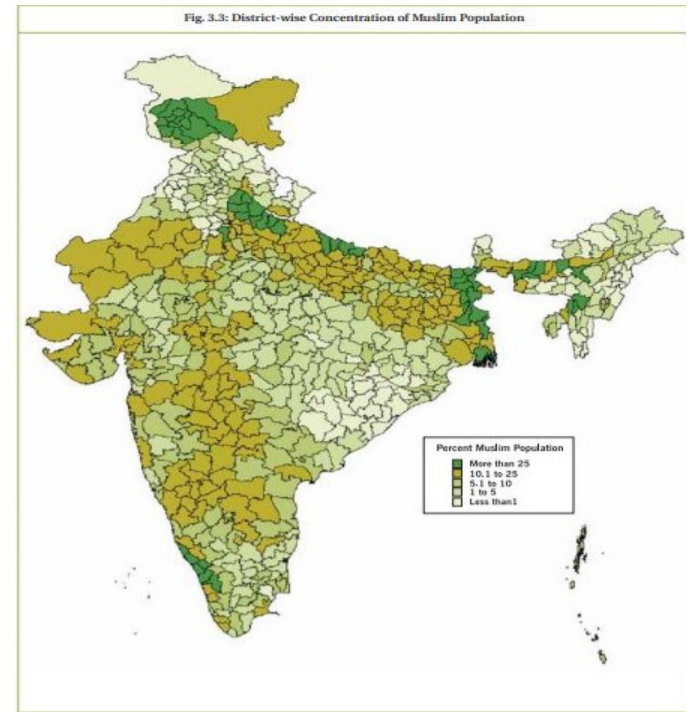 Fig. 3.3: District-wise Concentration of Muslim Population
Percent Muslim Population
More than 25
10.1 to 25
5.1 to 10
1 to 5
Less than1